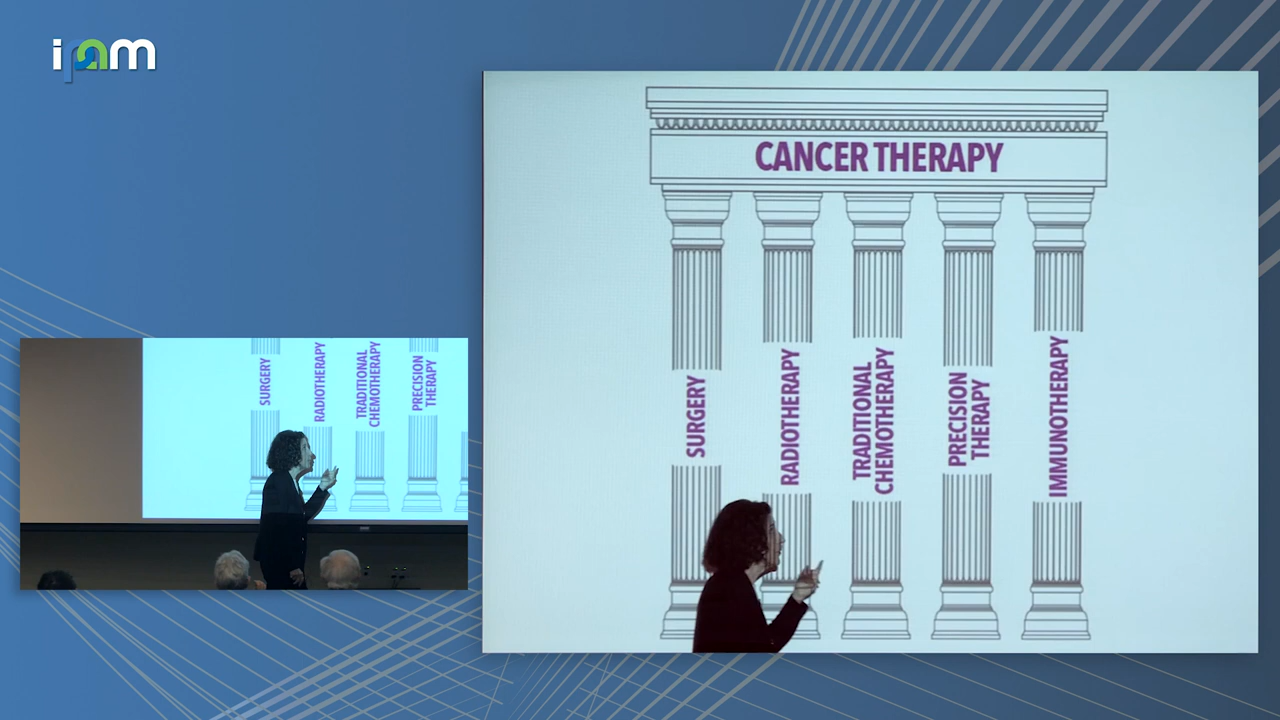 ipam
CANCER THERAPY
SURGERY
RADIOTHERAPY
TRADITIONAL
CHEMOTHERAPY
PRECISION
THERAPY
IMMUNOTHERAPY
SURGERY
RADIOTHERAPY
TRADITIONAL
CHEMOTHERAPY
PRECISION
THERAPY